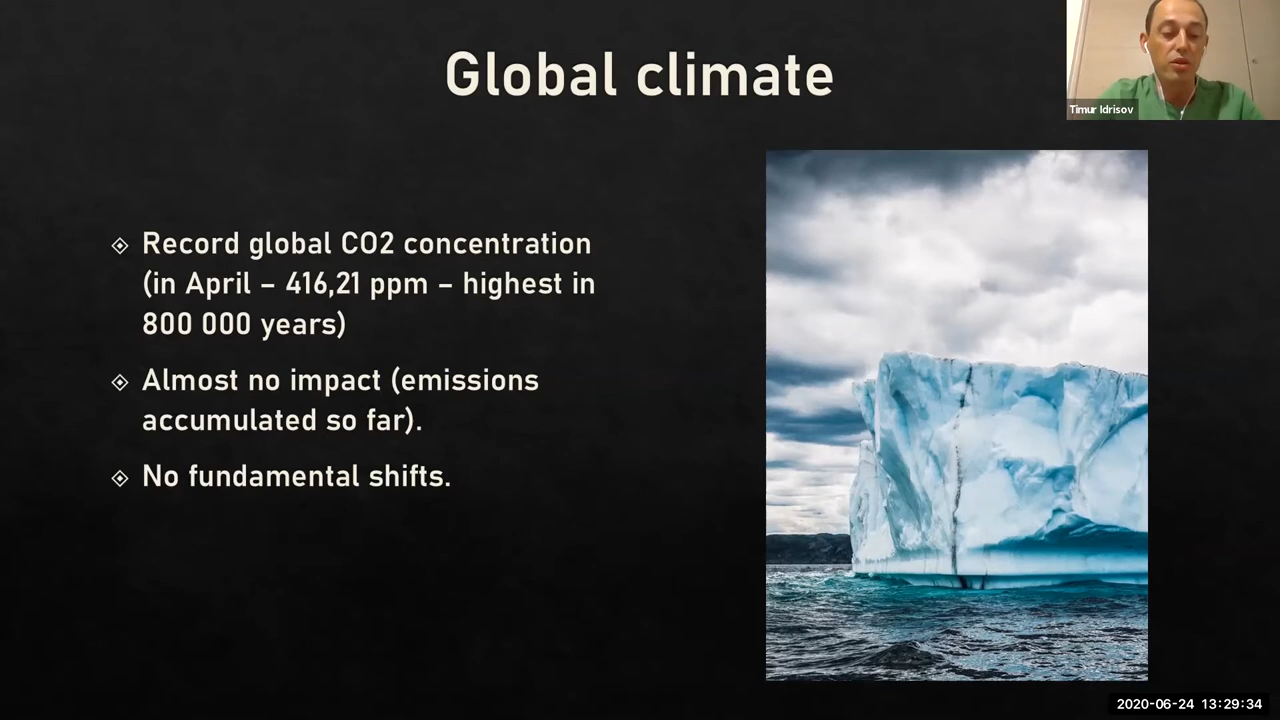 Global climate
Timur Idrisov
Record global CO2 concentration
(in April – 416,21 ppm – highest in
800 000 years)
Almost no impact (emissions
accumulated so far).
No fundamental shifts.
2020-06-24 13:29:34